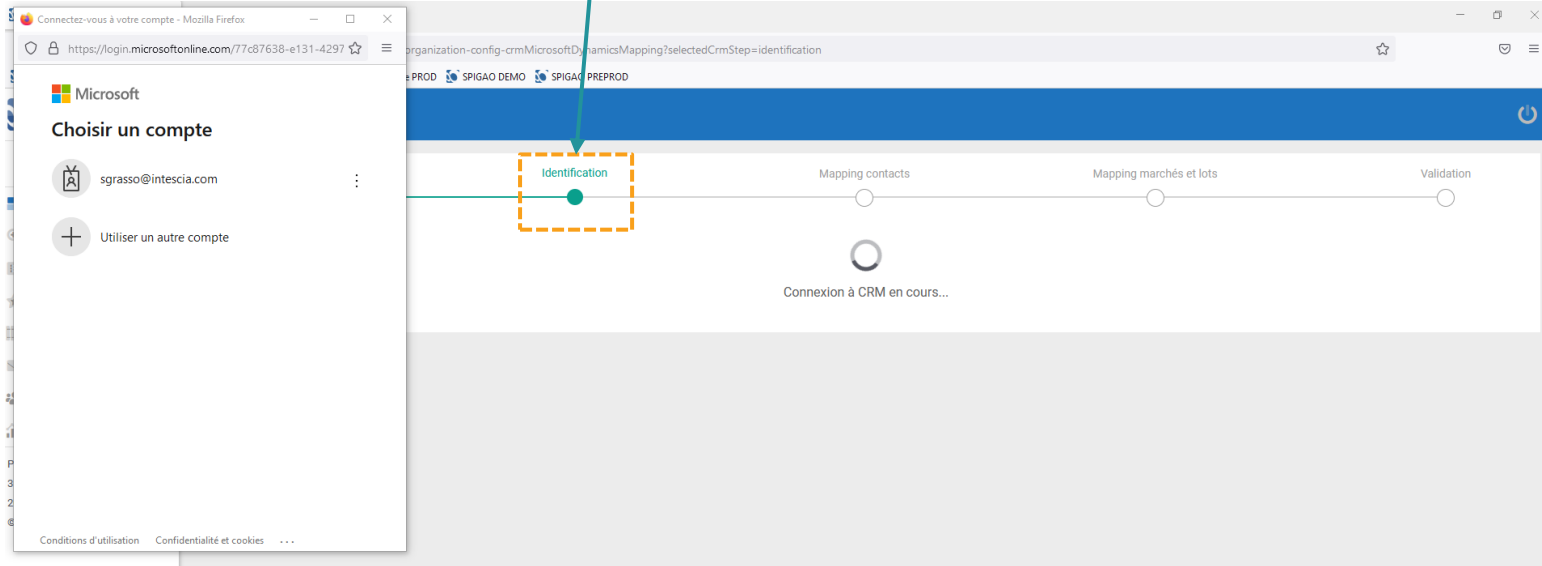 Connectez-vous à votre compte - Mozilla Firefox
https://login.microsoftonline.com/77c87638-e131-4297
Microsoft
Choisir un compte
sgrasso@intescia.com
Utiliser un autre compte
Conditions d'utilisation Confidentialité et cookies ...
organization-config-crmMicrosoftDynamicsMapping?selectedCrmStep=identification
PROD SPIGAO DEMO SPIGAO PREPROD
Identification
Mapping contacts
Mapping marchés et lots
Validation
Connexion à CRM en cours...
P
3
2
©